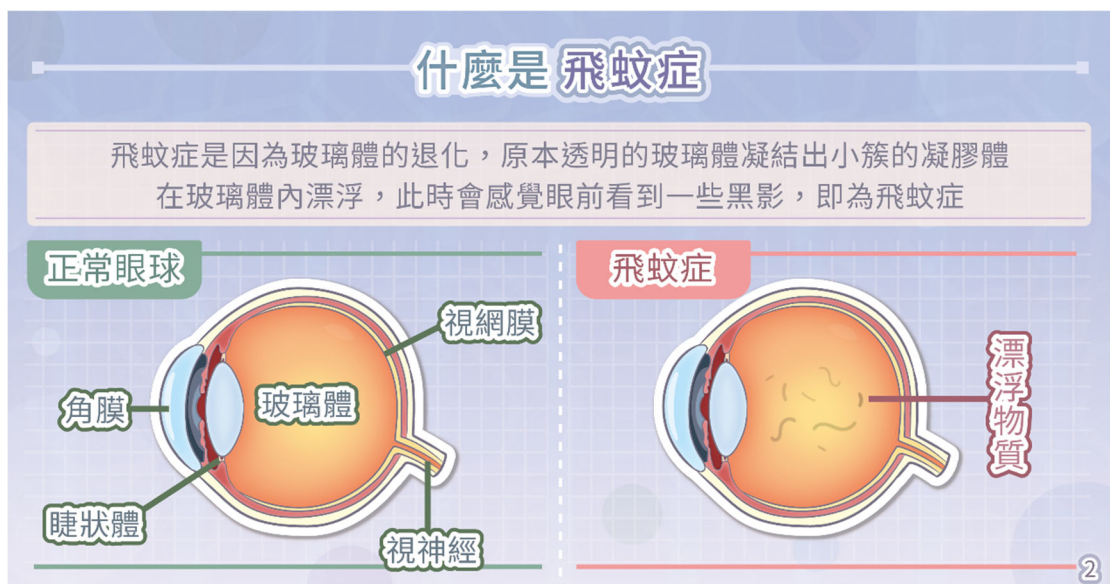 什麼是 飛蚊症
飛蚊症是因為玻璃體的退化，原本透明的玻璃體凝結出小簇的凝膠體
在玻璃體內漂浮，此時會感覺眼前看到一些黑影，即為飛蚊症
正常眼球
視網膜
角膜
玻璃體
睫狀體
視神經
飛蚊症
漂浮物質
2